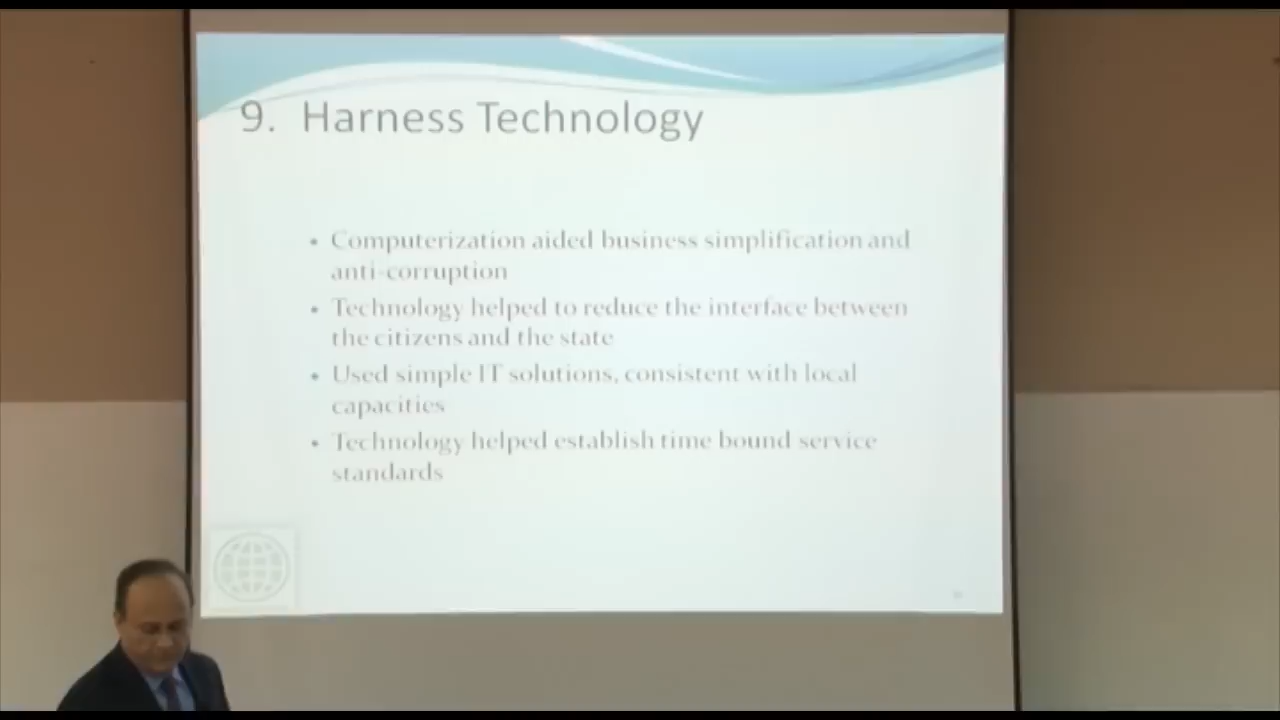 9. Harness Technology
• Computerization aided business simplification and
anti-corruption
• Technology helped to reduce the interface between
the citizens and the state
• Used simple IT solutions, consistent with local
capacities
• Technology helped establish time bound service
standards